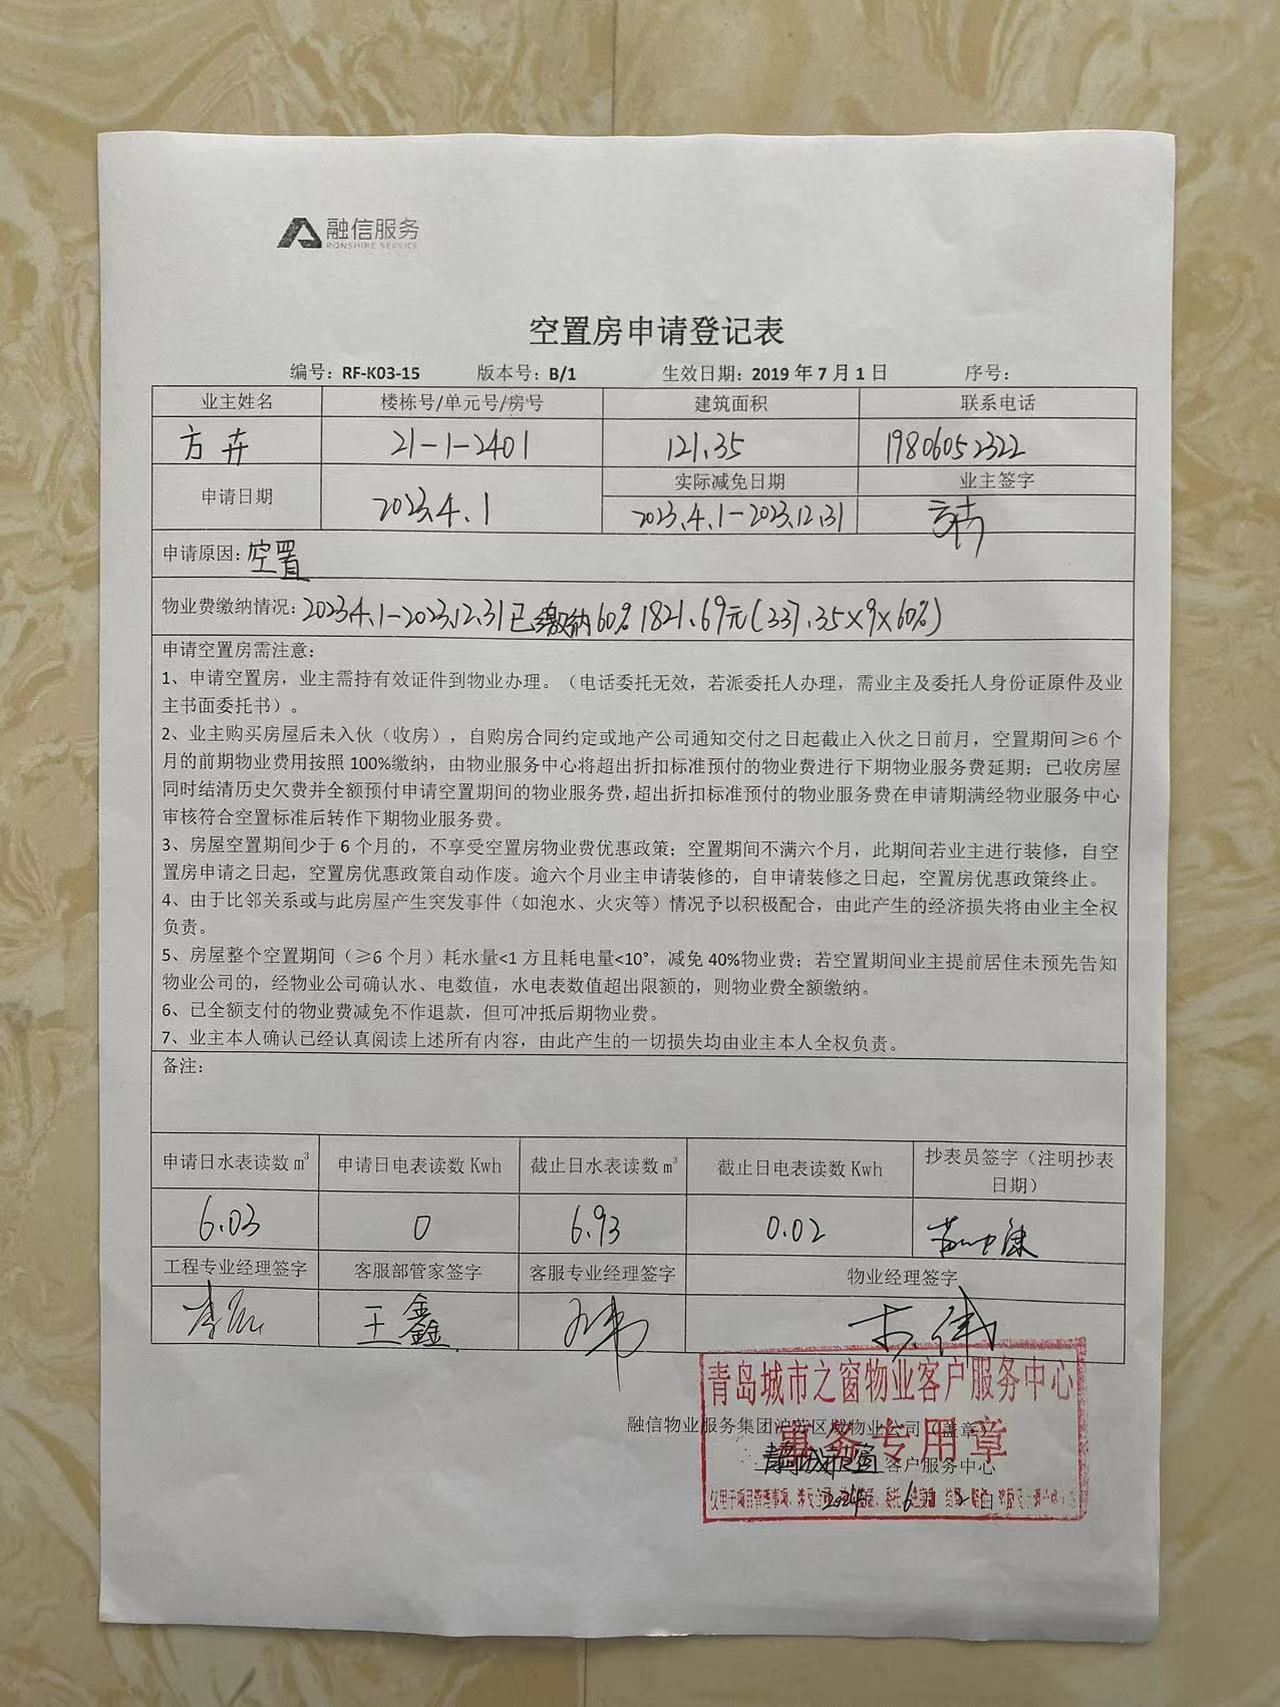 融信服务
RONSHINE SERVICE
空置房申请登记表
编号：RF-K03-15 版本号：B/1 生效日期：2019 年 7 月 1 日 序号：
业主姓名 楼栋号/单元号/房号 建筑面积 联系电话
方卉 21-1-2401 121.35 19806052322
申请日期 2023.4.1 实际减免日期 业主签字
2023.4.1-2023.12.31
申请原因：空置
物业费缴纳情况：2023.4.1-2023.12.31已缴纳60% 1821.69元(337.35×9×60%)
申请空置房需注意：
1、申请空置房，业主需持有效证件到物业办理。（电话委托无效，若派委托人办理，需业主及委托人身份证原件及业
主书面委托书）。
2、业主购买房屋后未入伙（收房），自购房合同约定或地产公司通知交付之日起截止入伙之日前月，空置期间≥6 个
月的前期物业费用按照 100%缴纳，由物业服务中心将超出折扣标准预付的物业费进行下期物业服务费延期；已收房屋
同时结清历史欠费并全额预付申请空置期间的物业服务费，超出折扣标准预付的物业服务费在申请期满经物业服务中心
审核符合空置标准后转作下期物业服务费。
3、房屋空置期间少于 6 个月的，不享受空置房物业费优惠政策；空置期间不满六个月，此期间若业主进行装修，自空
置房申请之日起，空置房优惠政策自动作废。逾六个月业主申请装修的，自申请装修之日起，空置房优惠政策终止。
4、由于比邻关系或与此房屋产生突发事件（如泡水、火灾等）情况予以积极配合，由此产生的经济损失将由业主全权
负责。
5、房屋整个空置期间（≥6 个月）耗水量<1 方且耗电量<10°，减免 40%物业费；若空置期间业主提前居住未预先告知
物业公司的，经物业公司确认水、电数值，水电表数值超出限额的，则物业费全额缴纳。
6、已全额支付的物业费减免不作退款，但可冲抵后期物业费。
7、业主本人确认已经认真阅读上述所有内容，由此产生的一切损失均由业主本人全权负责。
备注：
申请日水表读数 m³ 申请日电表读数 Kwh 截止日水表读数 m³ 截止日电表读数 Kwh 抄表员签字（注明抄表
日期）
6.03 0 6.93 0.02
工程专业经理签字 客服部管家签字 客服专业经理签字 物业经理签字
王鑫
青岛城市之窗物业客户服务中心
融信物业服务集团沪苏区域物业公司（盖章）
事务专用章
青岛城市之窗 客户服务中心
2024 6 2 日